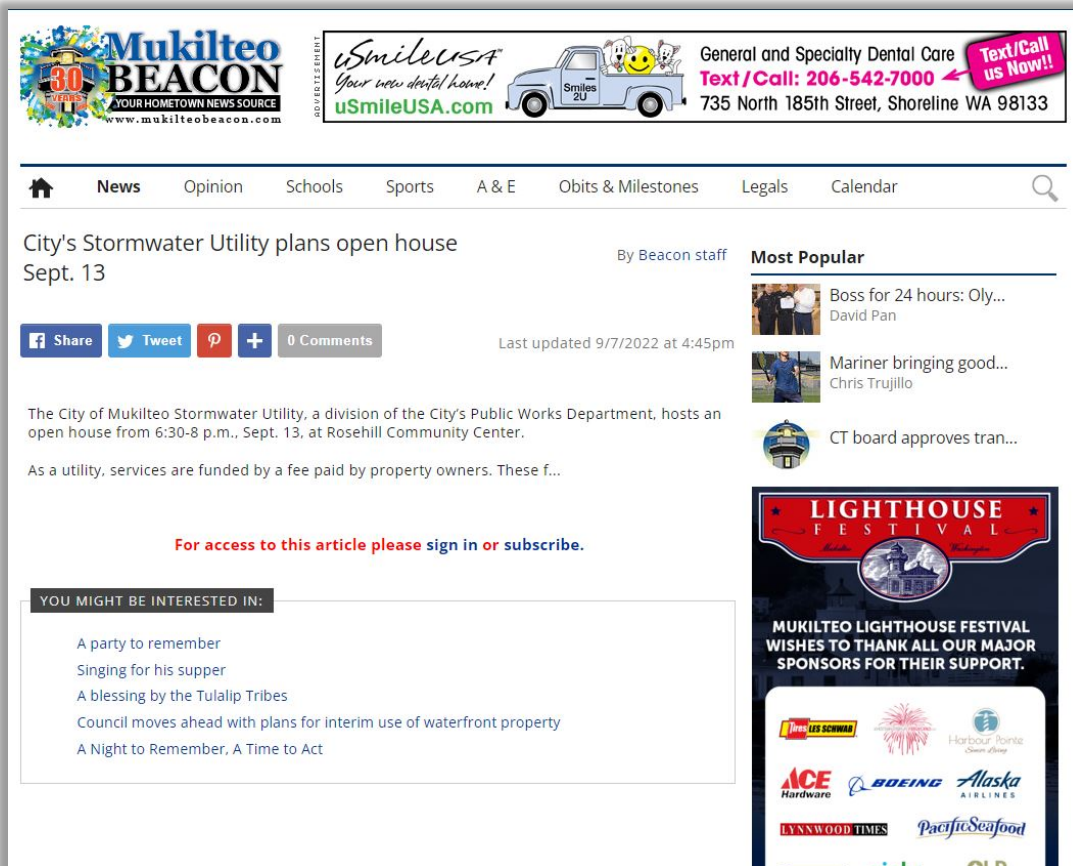 Mukilteo
BEACON
30
YEARS
YOUR HOMETOWN NEWS SOURCE
www.mukilteobeacon.com
ADVERTISEMENT
uSmileUSA
Your new dental home!
uSmileUSA.com
Smiles
2U
General and Specialty Dental Care
Text/Call: 206-542-7000
735 North 185th Street, Shoreline WA 98133
Text/Call
us Now!!
News Opinion Schools Sports A & E Obits & Milestones Legals Calendar
City's Stormwater Utility plans open house
Sept. 13
By Beacon staff
Share Tweet 0 Comments
Last updated 9/7/2022 at 4:45pm
The City of Mukilteo Stormwater Utility, a division of the City’s Public Works Department, hosts an
open house from 6:30-8 p.m., Sept. 13, at Rosehill Community Center.
As a utility, services are funded by a fee paid by property owners. These f...
For access to this article please sign in or subscribe.
YOU MIGHT BE INTERESTED IN:
A party to remember
Singing for his supper
A blessing by the Tulalip Tribes
Council moves ahead with plans for interim use of waterfront property
A Night to Remember, A Time to Act
Most Popular
Boss for 24 hours: Oly...
David Pan
Mariner bringing good...
Chris Trujillo
CT board approves tran...
LIGHTHOUSE
FESTIVAL
Mukilteo Washington
MUKILTEO LIGHTHOUSE FESTIVAL
WISHES TO THANK ALL OUR MAJOR
SPONSORS FOR THEIR SUPPORT.
Tires LES SCHWAB
Harbour Pointe
Senior Living
ACE
Hardware
BOEING
Alaska
AIRLINES
LYNNWOOD TIMES
PacificSeafood